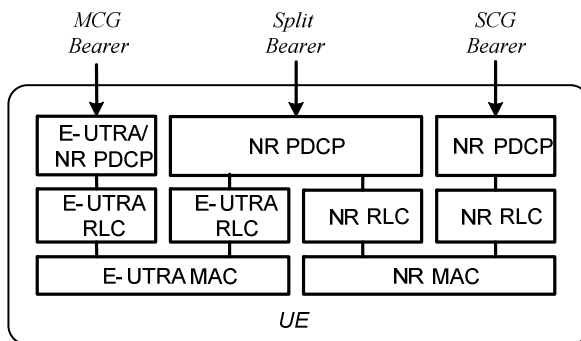 MCG
Bearer
Split
Bearer
SCG
Bearer
E-UTRA/
NR PDCP
NR PDCP
NR PDCP
E-UTRA
RLC
E-UTRA
RLC
NR RLC
NR RLC
E-UTRA MAC
NR MAC
UE